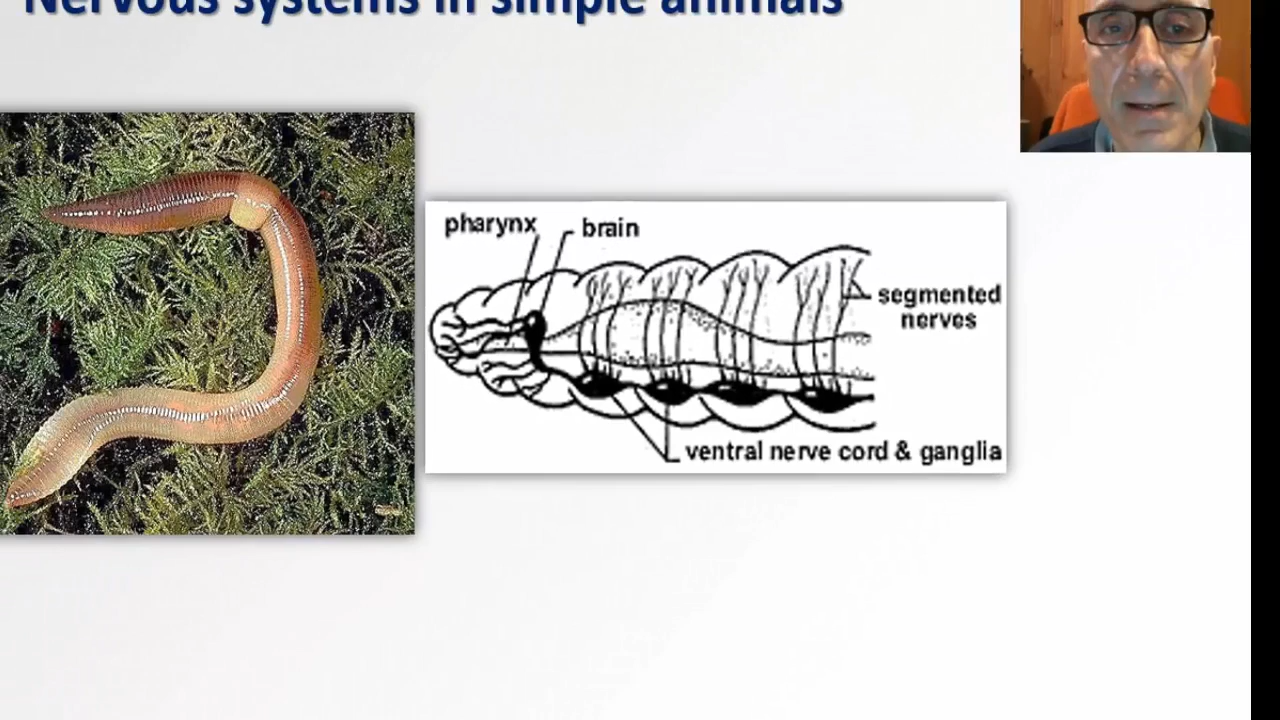 Nervous systems in simple animals
pharynx
brain
segmented
nerves
ventral nerve cord & ganglia